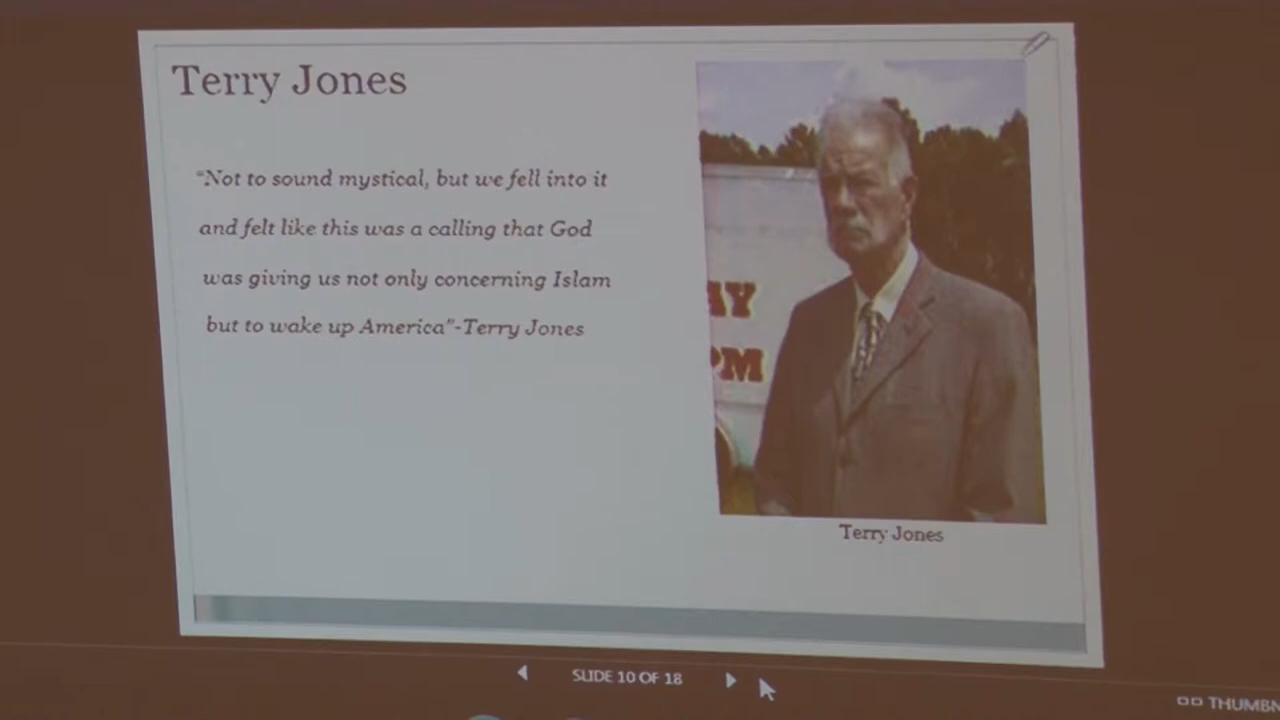 Terry Jones
“Not to sound mystical, but we fell into it
and felt like this was a calling that God
was giving us not only concerning Islam
but to wake up America”-Terry Jones
AY
PM
Terry Jones
SLIDE 10 OF 18
THUMBN